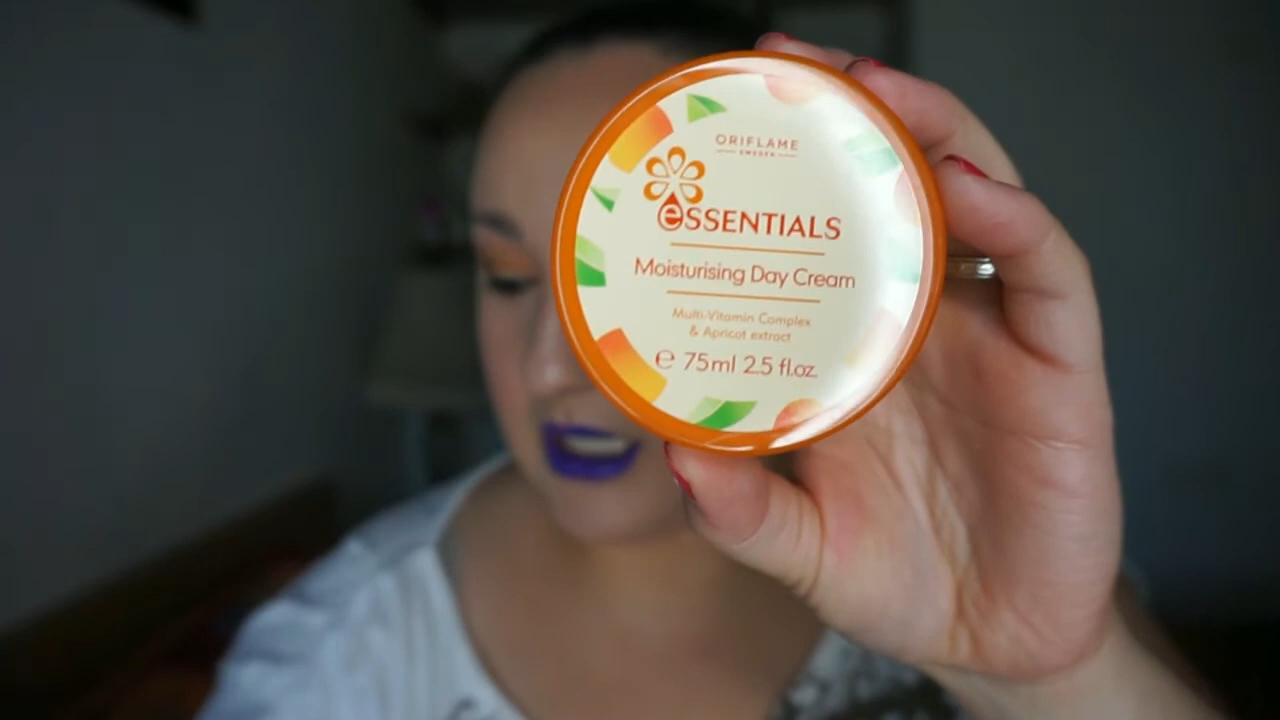 ORIFLAME
SWEDEN
eSSENTIALS
Moisturising Day Cream
Multi-Vitamin Complex
& Apricot extract
℮ 75ml 2.5 fl.oz.